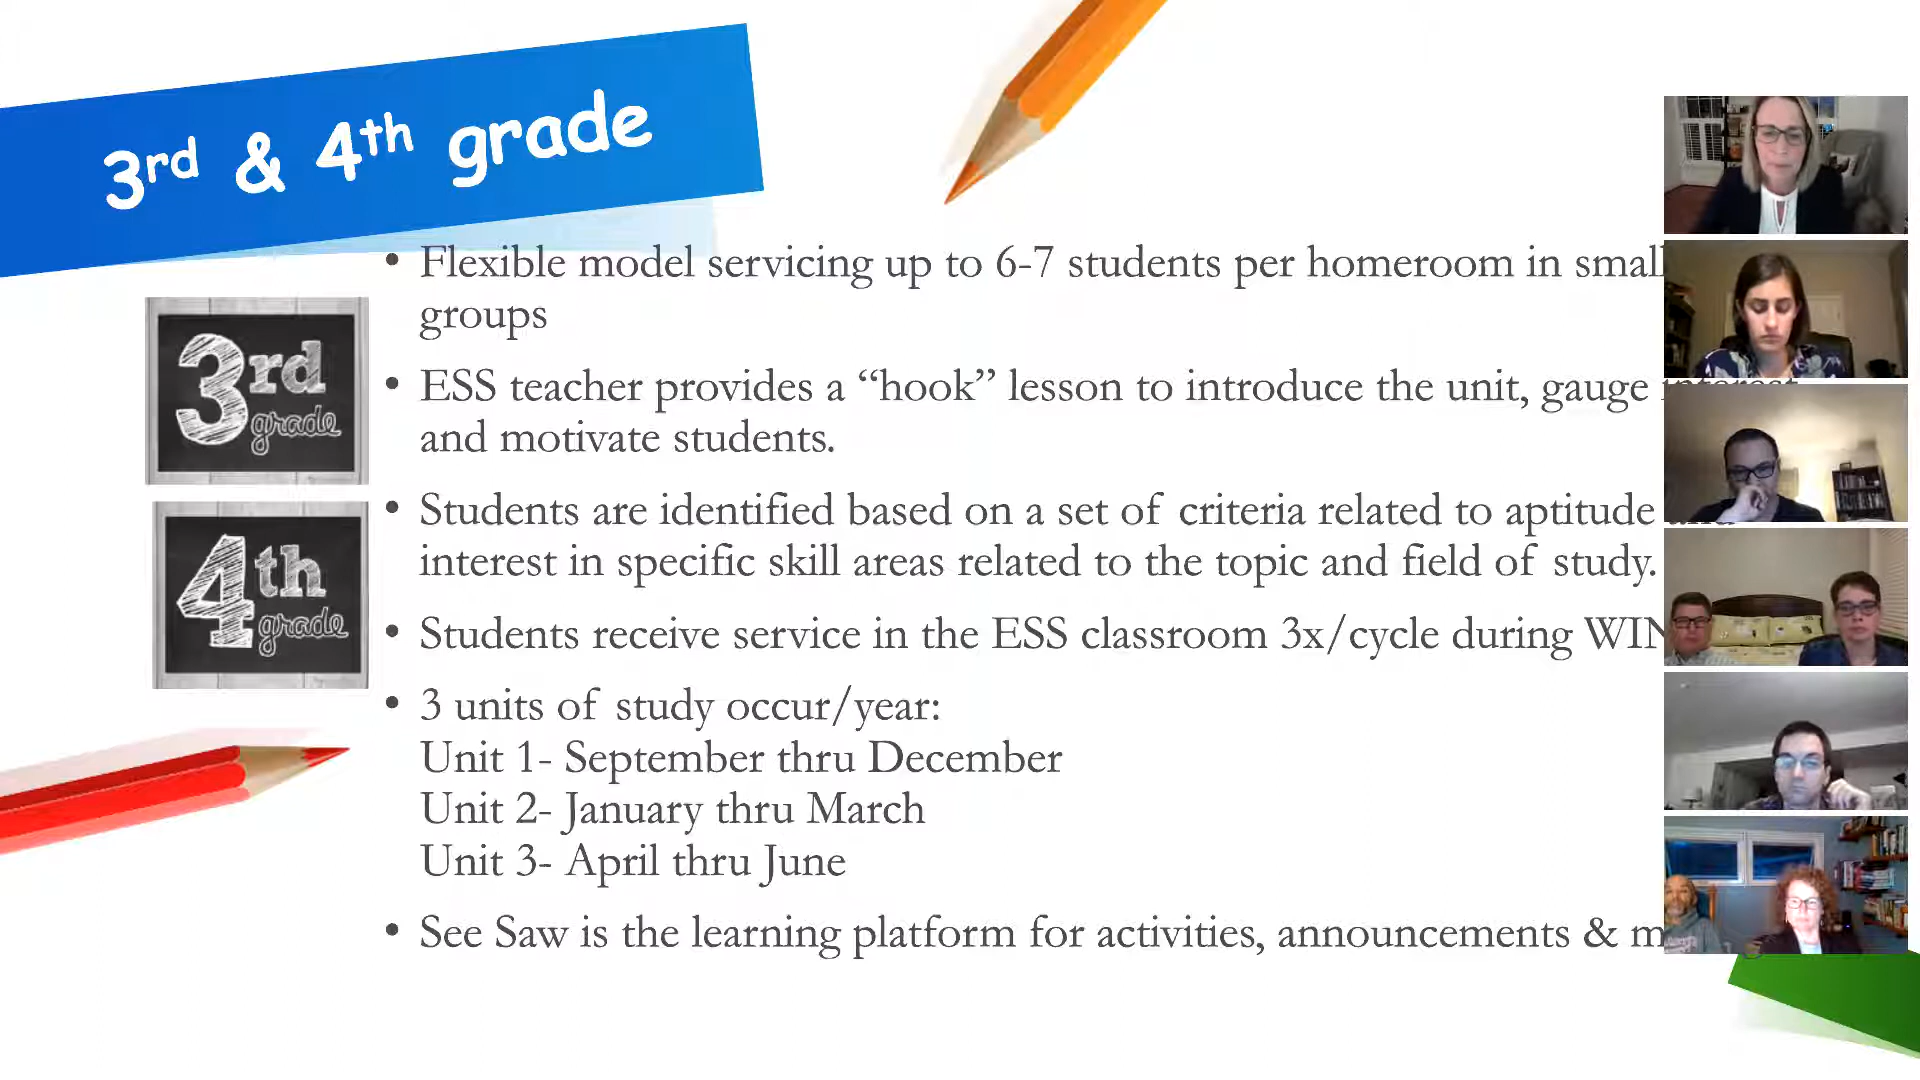 3rd & 4th grade
• Flexible model servicing up to 6-7 students per homeroom in small
groups
3rd
grade
• ESS teacher provides a “hook” lesson to introduce the unit, gauge interest
and motivate students.
• Students are identified based on a set of criteria related to aptitude and
interest in specific skill areas related to the topic and field of study.
4th
grade
• Students receive service in the ESS classroom 3x/cycle during
• 3 units of study occur/year:
Unit 1- September thru December
Unit 2- January thru March
Unit 3- April thru June
• See Saw is the learning platform for activities, announcements &